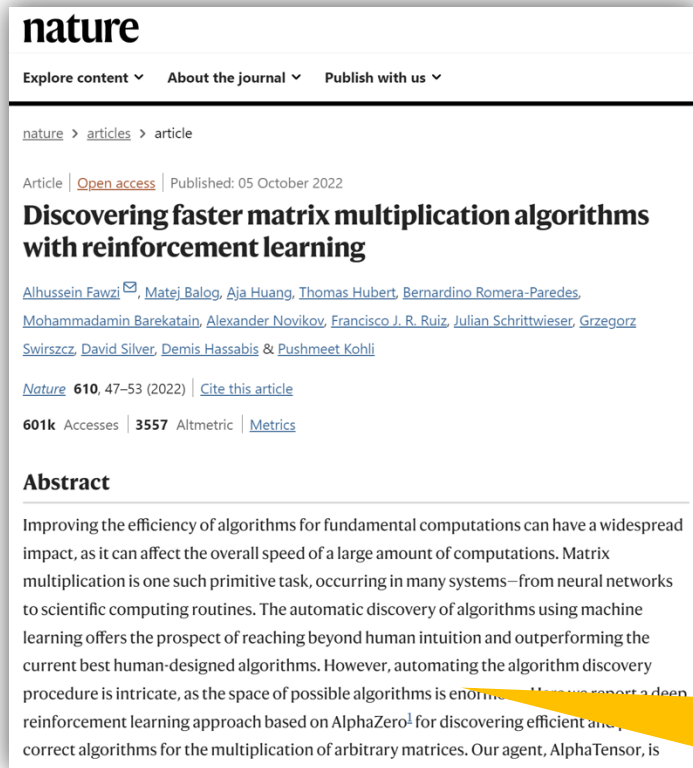 nature
Explore content About the journal Publish with us
nature > articles > article
Article | Open access | Published: 05 October 2022
Discovering faster matrix multiplication algorithms
with reinforcement learning
Alhussein Fawzi, Matej Balog, Aja Huang, Thomas Hubert, Bernardino Romera-Paredes,
Mohammadamin Barekatain, Alexander Novikov, Francisco J. R. Ruiz, Julian Schrittwieser, Grzegorz
Swirszcz, David Silver, Demis Hassabis & Pushmeet Kohli
Nature 610, 47–53 (2022) | Cite this article
601k Accesses | 3557 Altmetric | Metrics
Abstract
Improving the efficiency of algorithms for fundamental computations can have a widespread
impact, as it can affect the overall speed of a large amount of computations. Matrix
multiplication is one such primitive task, occurring in many systems—from neural networks
to scientific computing routines. The automatic discovery of algorithms using machine
learning offers the prospect of reaching beyond human intuition and outperforming the
current best human-designed algorithms. However, automating the algorithm discovery
procedure is intricate, as the space of possible algorithms is Here we report a deep
reinforcement learning approach based on AlphaZero1 for discovering efficient and
correct algorithms for the multiplication of arbitrary matrices. Our agent, AlphaTensor, is